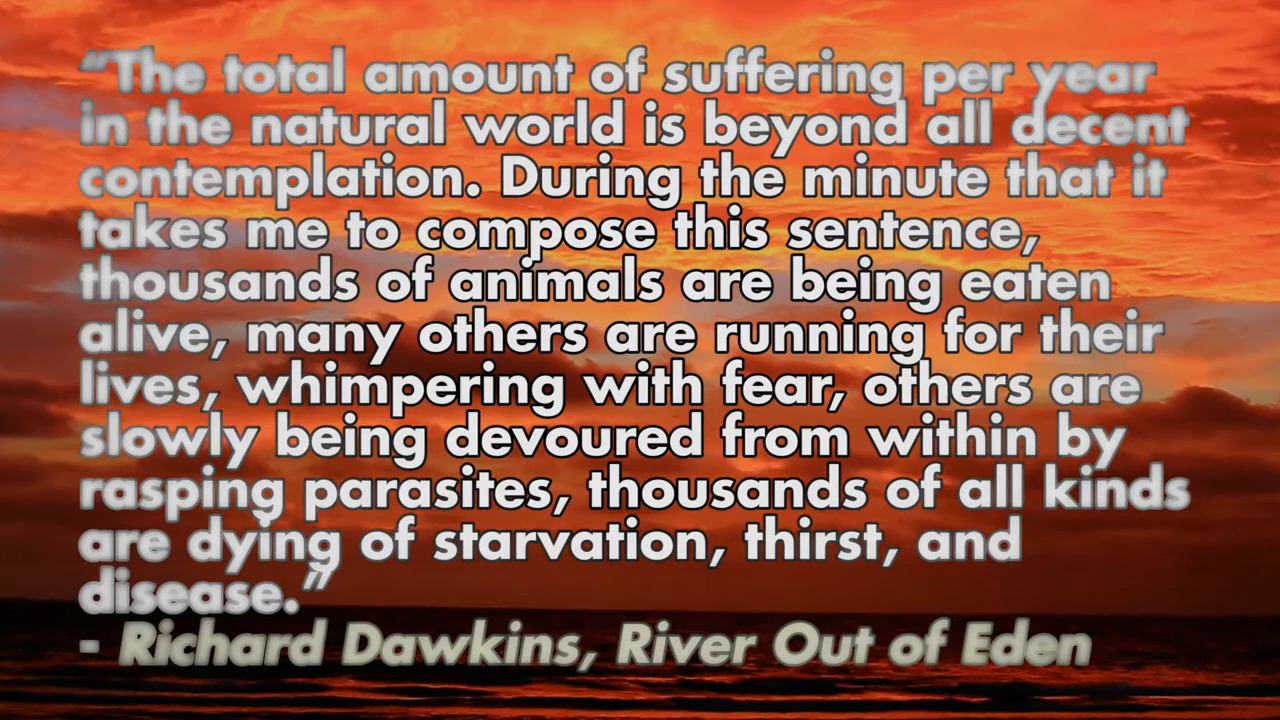 “The total amount of suffering per year
in the natural world is beyond all decent
contemplation. During the minute that it
takes me to compose this sentence,
thousands of animals are being eaten
alive, many others are running for their
lives, whimpering with fear, others are
slowly being devoured from within by
rasping parasites, thousands of all kinds
are dying of starvation, thirst, and
disease.”
- Richard Dawkins, River Out of Eden